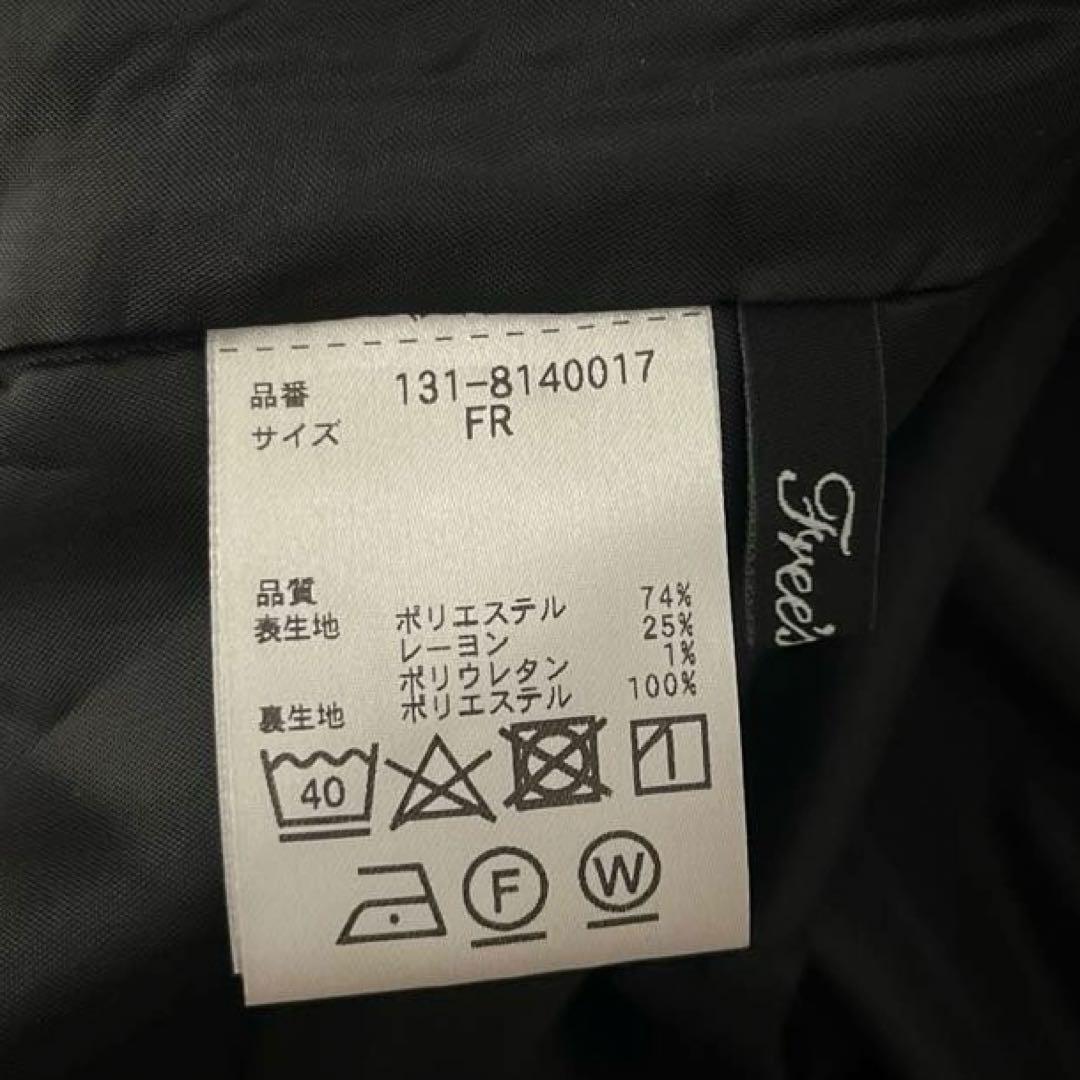 品番 131-8140017
サイズ FR
品質
表生地 ポリエステル 74%
レーヨン 25%
ポリウレタン 1%
裏生地 ポリエステル 100%
40
F W
Free's